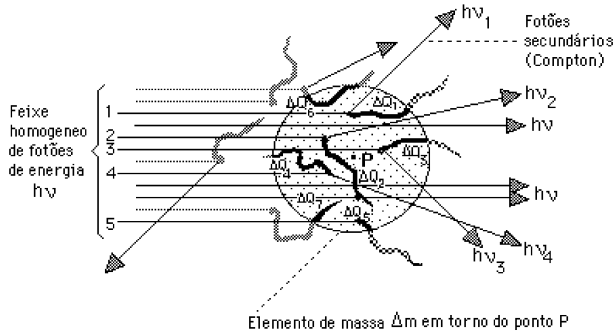 hν₁
Fotões
secundários
(Compton)
hν₂
hν
Feixe
homogeneo
de fotões
de energia
hν
1
2
3
4
5
ΔQ₆
ΔQ₁
ΔQ₃
P
ΔQ₄
ΔQ₂
ΔQ₇
ΔQ₅
hν
hν₃
hν₄
Elemento de massa Δm em torno do ponto P